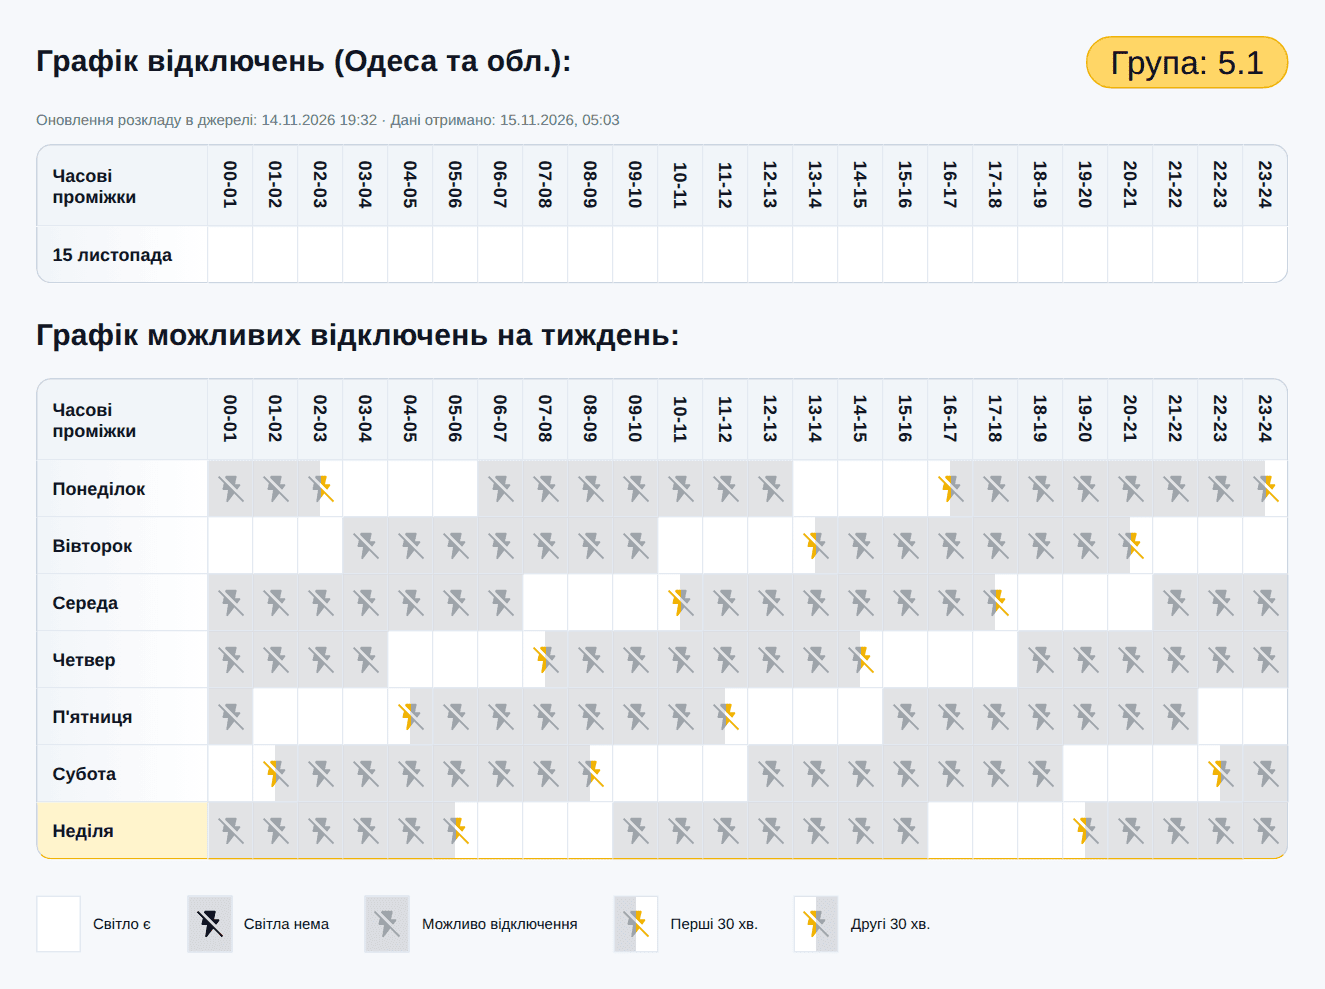 Графік відключень (Одеса та обл.):
Група: 5.1
Оновлення розкладу в джерелі: 14.11.2026 19:32 · Дані отримано: 15.11.2026, 05:03
Часові
проміжки
00-01 01-02 02-03 03-04 04-05 05-06 06-07 07-08 08-09 09-10 10-11 11-12 12-13 13-14 14-15 15-16 16-17 17-18 18-19 19-20 20-21 21-22 22-23 23-24
15 листопада
Графік можливих відключень на тиждень:
Часові
проміжки
00-01 01-02 02-03 03-04 04-05 05-06 06-07 07-08 08-09 09-10 10-11 11-12 12-13 13-14 14-15 15-16 16-17 17-18 18-19 19-20 20-21 21-22 22-23 23-24
Понеділок
Вівторок
Середа
Четвер
П'ятниця
Субота
Неділя
Світло є
Світла нема
Можливо відключення
Перші 30 хв.
Другі 30 хв.